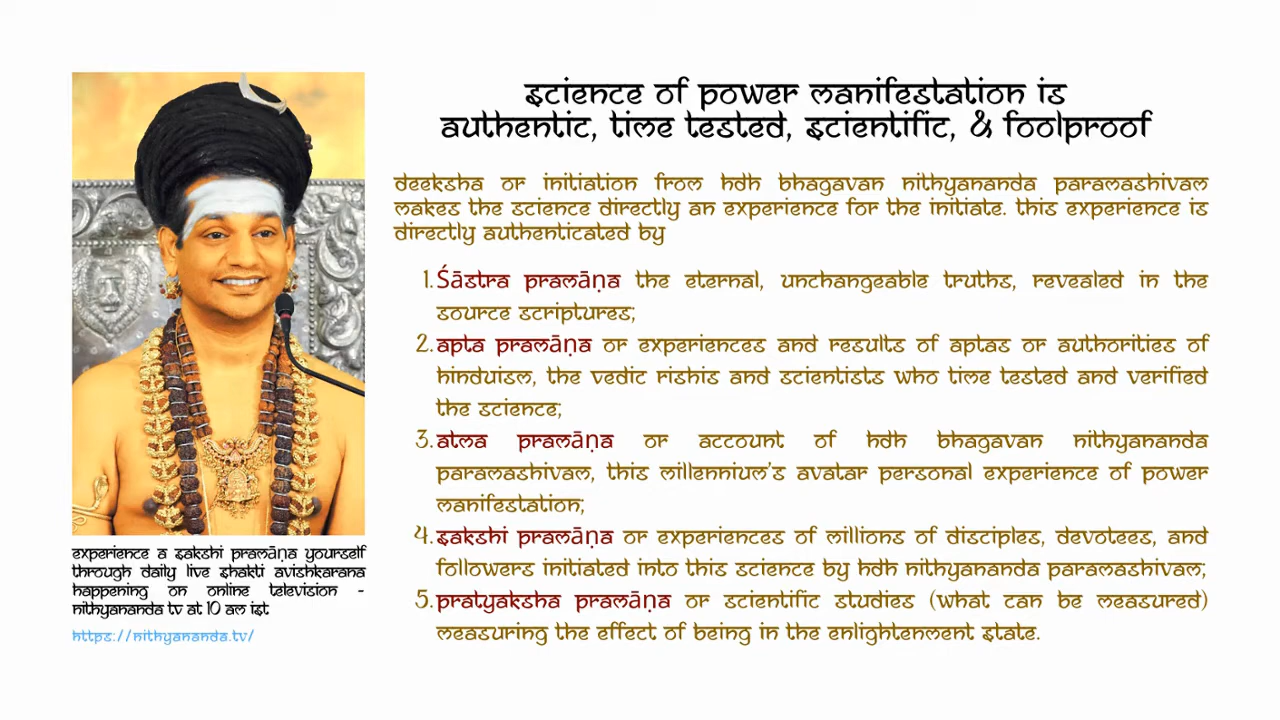 science of power manifestation is
authentic, time tested, scientific, & foolproof
deeksha or initiation from hdh bhagavan nithyananda paramashivam
makes the science directly an experience for the initiate. this experience is
directly authenticated by
1. Śāstra pramāṇa the eternal, unchangeable truths, revealed in the
source scriptures;
2. apta pramāṇa or experiences and results of aptas or authorities of
hinduism, the vedic rishis and scientists who time tested and verified
the science;
3. atma pramāṇa or account of hdh bhagavan nithyananda
paramashivam, this millennium's avatar personal experience of power
manifestation;
4. sakshi pramāṇa or experiences of millions of disciples, devotees, and
followers initiated into this science by hdh nithyananda paramashivam;
5. pratyaksha pramāṇa or scientific studies (what can be measured)
measuring the effect of being in the enlightenment state.
experience a sakshi pramāṇa yourself
through daily live shakti avishkarana
happening on online television -
nithyananda tv at 10 am ist
https://nithyananda.tv/